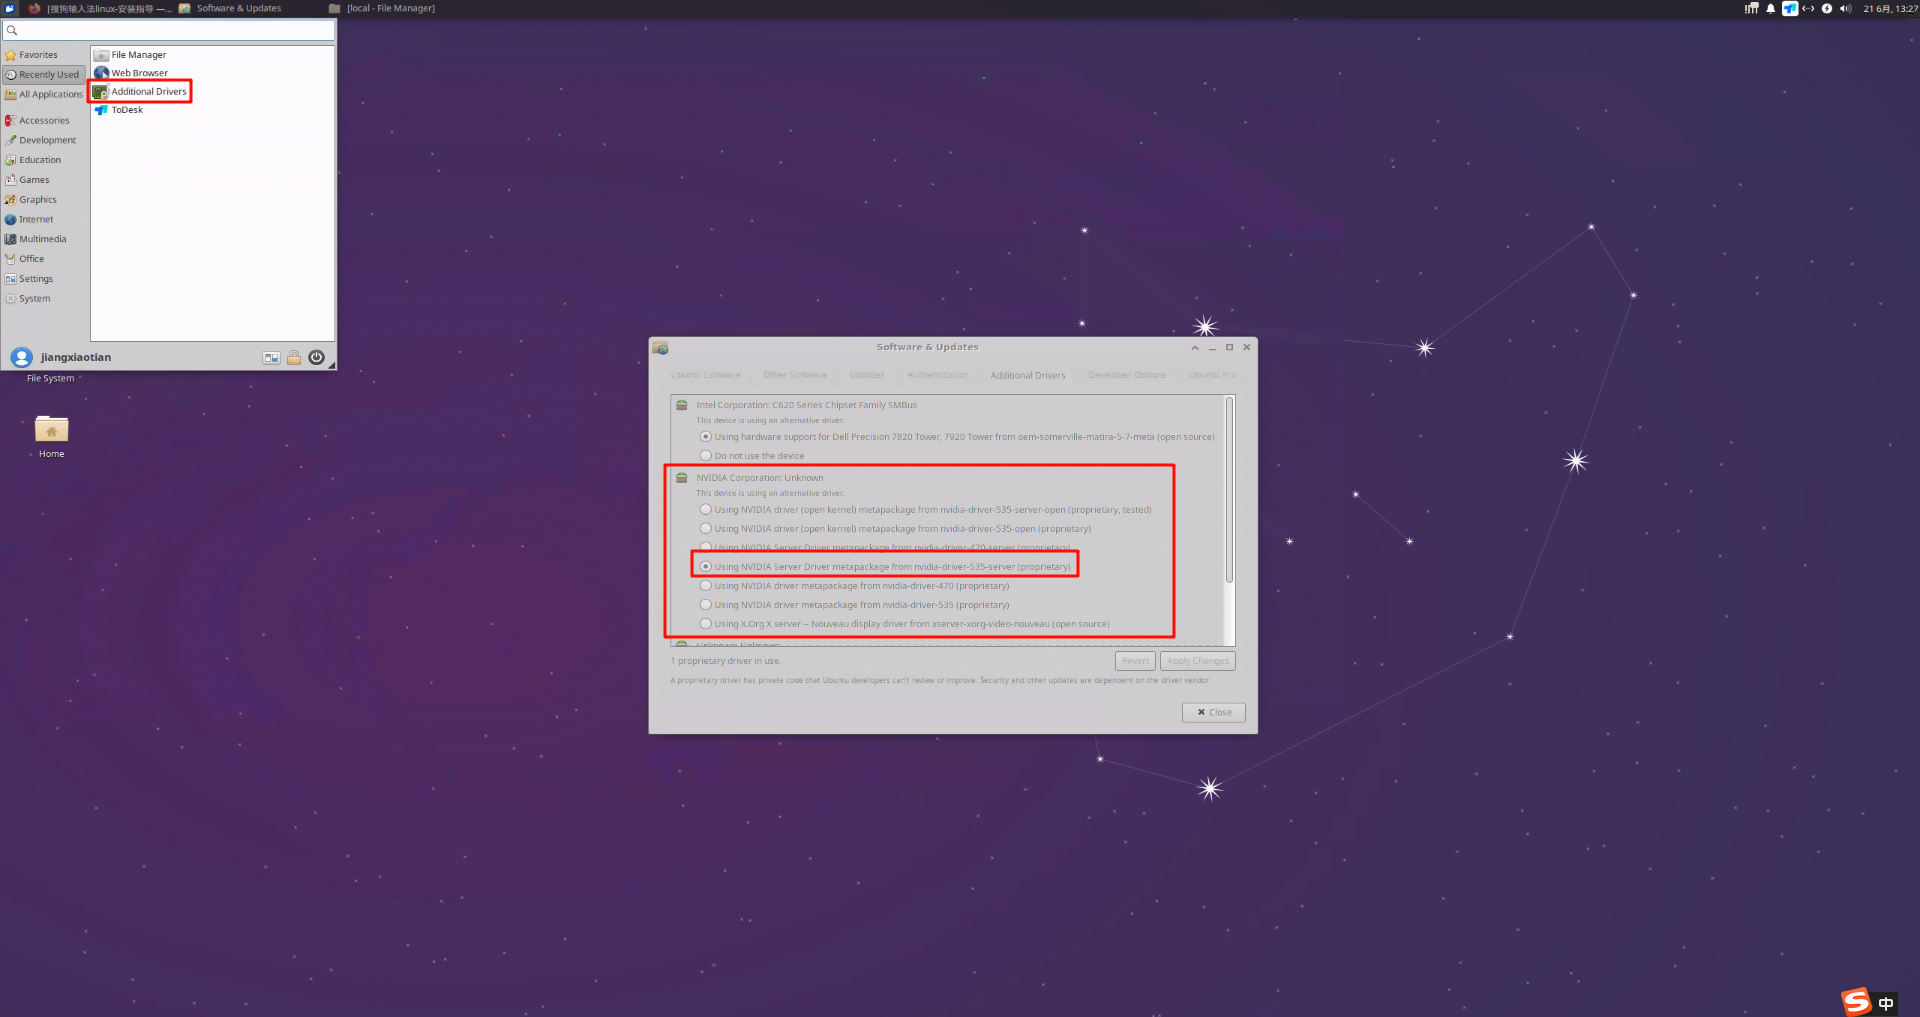 [搜狗输入法linux-安装指导 —...
Software & Updates
[local - File Manager]
21 6月, 13:27
Favorites
Recently Used
All Applications
Accessories
Development
Education
Games
Graphics
Internet
Multimedia
Office
Settings
System
File Manager
Web Browser
Additional Drivers
ToDesk
jiangxiaotian
File System
Home
Software & Updates
Ubuntu Software
Other Software
Updates
Authentication
Additional Drivers
Developer Options
Ubuntu Pro
Intel Corporation: C620 Series Chipset Family SMBus
This device is using an alternative driver.
Using hardware support for Dell Precision 7820 Tower, 7920 Tower from oem-somerville-matira-5-7-meta (open source)
Do not use the device
NVIDIA Corporation: Unknown
This device is using an alternative driver.
Using NVIDIA driver (open kernel) metapackage from nvidia-driver-535-server-open (proprietary, tested)
Using NVIDIA driver (open kernel) metapackage from nvidia-driver-535-open (proprietary)
Using NVIDIA Server Driver metapackage from nvidia-driver-470-server (proprietary)
Using NVIDIA Server Driver metapackage from nvidia-driver-535-server (proprietary)
Using NVIDIA driver metapackage from nvidia-driver-470 (proprietary)
Using NVIDIA driver metapackage from nvidia-driver-535 (proprietary)
Using X.Org X server -- Nouveau display driver from xserver-xorg-video-nouveau (open source)
Unknown: Unknown
1 proprietary driver in use.
Revert
Apply Changes
A proprietary driver has private code that Ubuntu developers can't review or improve. Security and other updates are dependent on the driver vendor.
Close
S 中